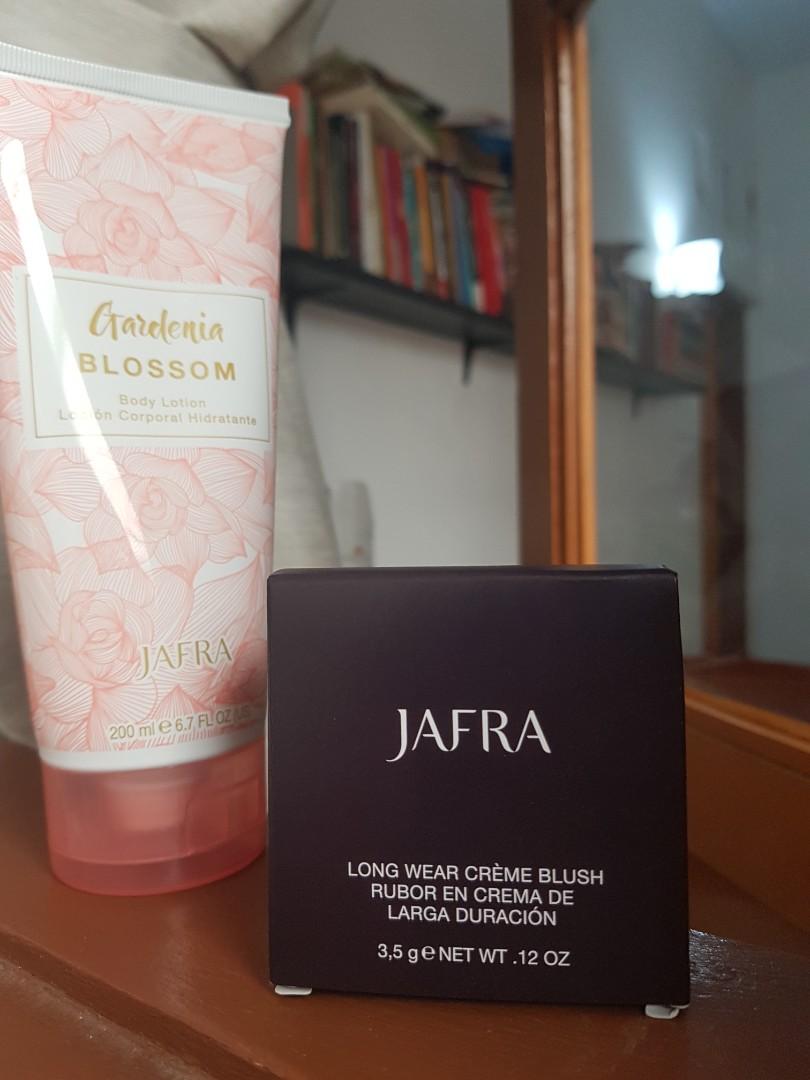 Gardenia
BLOSSOM
Body Lotion
Loción Corporal Hidratante
JAFRA
200 ml e 6.7 FL OZ
JAFRA
LONG WEAR CRÈME BLUSH
RUBOR EN CREMA DE
LARGA DURACIÓN
3,5 g e NET WT .12 OZ